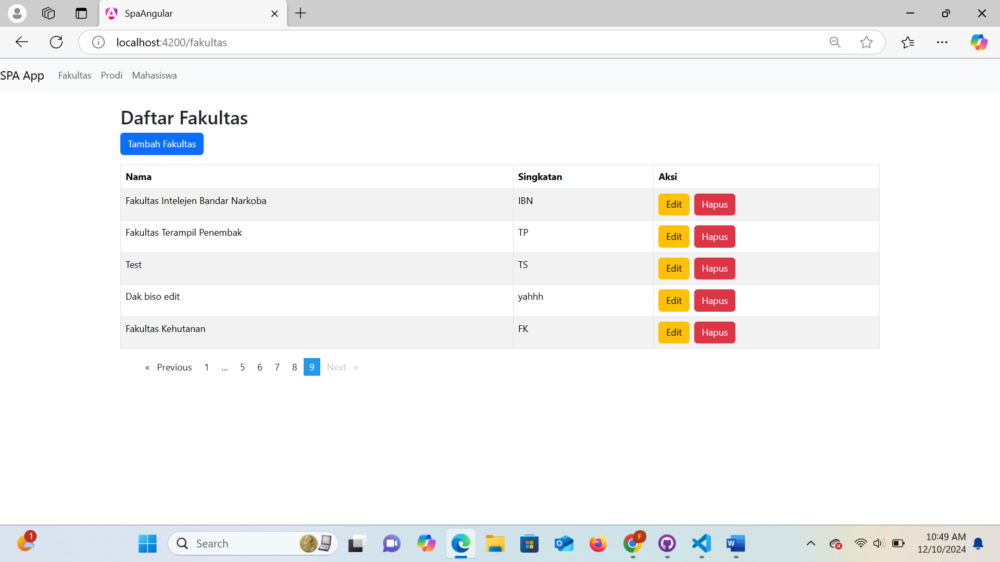 SpaAngular
localhost:4200/fakultas
SPA App Fakultas Prodi Mahasiswa
Daftar Fakultas
Tambah Fakultas
Nama Singkatan Aksi
Fakultas Intelejen Bandar Narkoba IBN Edit Hapus
Fakultas Terampil Penembak TP Edit Hapus
Test TS Edit Hapus
Dak biso edit yahhh Edit Hapus
Fakultas Kehutanan FK Edit Hapus
« Previous 1 ... 5 6 7 8 9 Next »
1 Search F 10:49 AM
12/10/2024